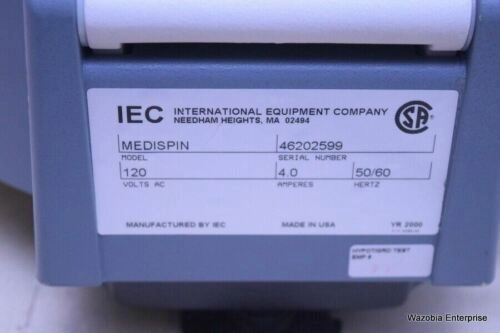 IEC INTERNATIONAL EQUIPMENT COMPANY
NEEDHAM HEIGHTS, MA 02494
SA
MEDISPIN 46202599
MODEL SERIAL NUMBER
120 4.0 50/60
VOLTS AC AMPERES HERTZ
MANUFACTURED BY IEC MADE IN USA YR 2000
TEST
EMP #
Wazobia Enterprise